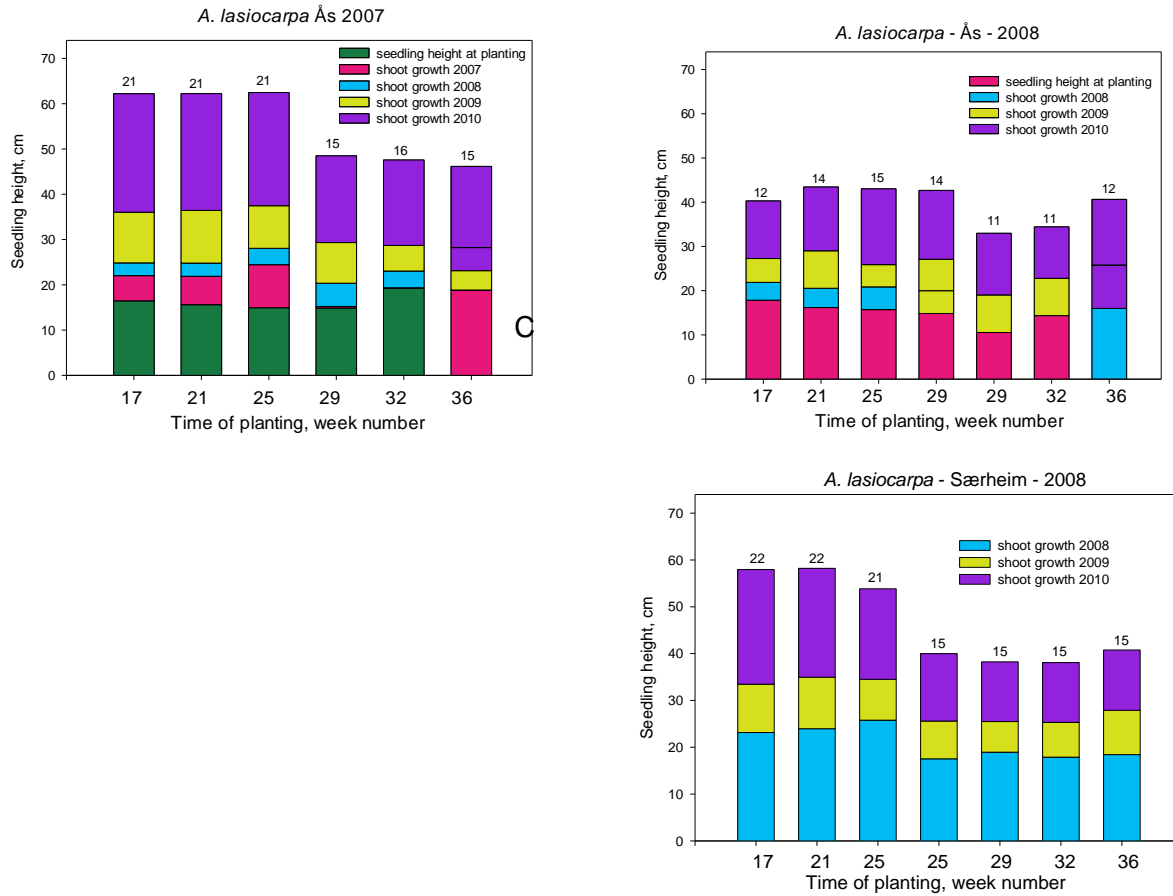 A. lasiocarpa Ås 2007
Seedling height, cm
70
60
50
40
30
20
10
0
seedling height at planting
shoot growth 2007
shoot growth 2008
shoot growth 2009
shoot growth 2010
21
21
21
15
16
15
17 21 25 29 32 36
Time of planting, week number
C
A. lasiocarpa - Ås - 2008
Seedling height, cm
70
60
50
40
30
20
10
0
seedling height at planting
shoot growth 2008
shoot growth 2009
shoot growth 2010
12
14
15
14
11
11
12
17 21 25 29 29 32 36
Time of planting, week number
A. lasiocarpa - Særheim - 2008
Seedling height, cm
70
60
50
40
30
20
10
0
shoot growth 2008
shoot growth 2009
shoot growth 2010
22
22
21
15
15
15
15
17 21 25 25 29 32 36
Time of planting, week number